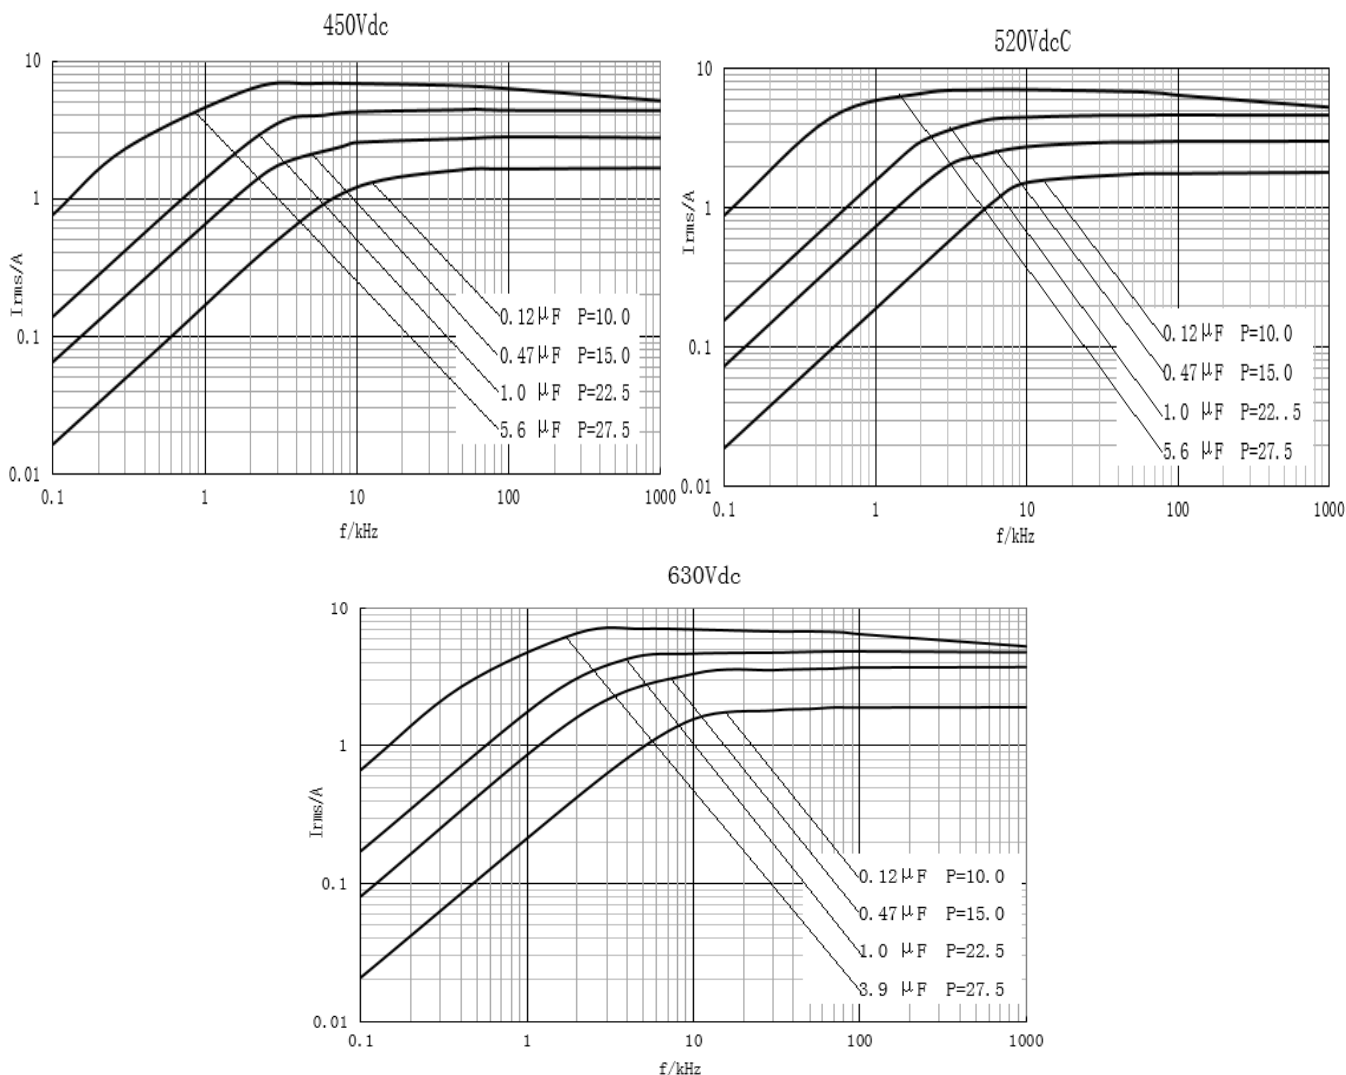 450Vdc
10
1
0.1
0.01
Irms/A
0.12μF P=10.0
0.47μF P=15.0
1.0 μF P=22.5
5.6 μF P=27.5
0.1 1 10 100 1000
f/kHz
520VdcC
10
1
0.1
0.01
Irms/A
0.12μF P=10.0
0.47μF P=15.0
1.0 μF P=22..5
5.6 μF P=27.5
0.1 1 10 100 1000
f/kHz
630Vdc
10
1
0.1
0.01
Irms/A
0.12μF P=10.0
0.47μF P=15.0
1.0 μF P=22.5
3.9 μF P=27.5
0.1 1 10 100 1000
f/kHz